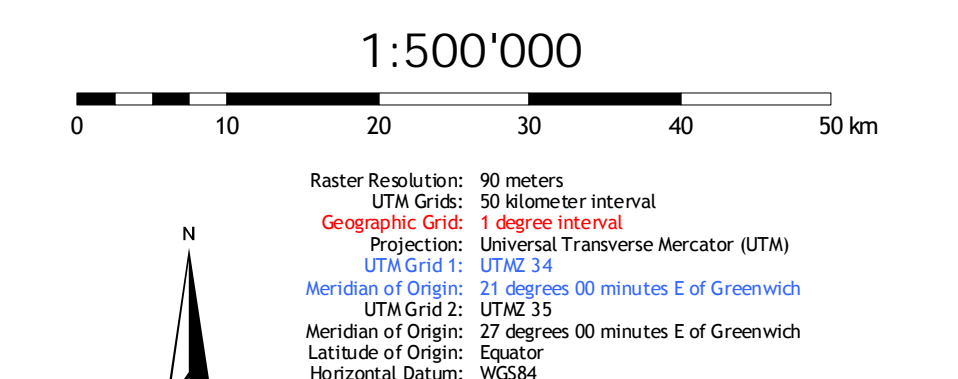 1:500'000
0 10 20 30 40 50 km
Raster Resolution: 90 meters
UTM Grids: 50 kilometer interval
Geographic Grid: 1 degree interval
N
Projection: Universal Transverse Mercator (UTM)
UTM Grid 1: UTMZ 34
Meridian of Origin: 21 degrees 00 minutes E of Greenwich
UTM Grid 2: UTMZ 35
Meridian of Origin: 27 degrees 00 minutes E of Greenwich
Latitude of Origin: Equator
Horizontal Datum: WGS84